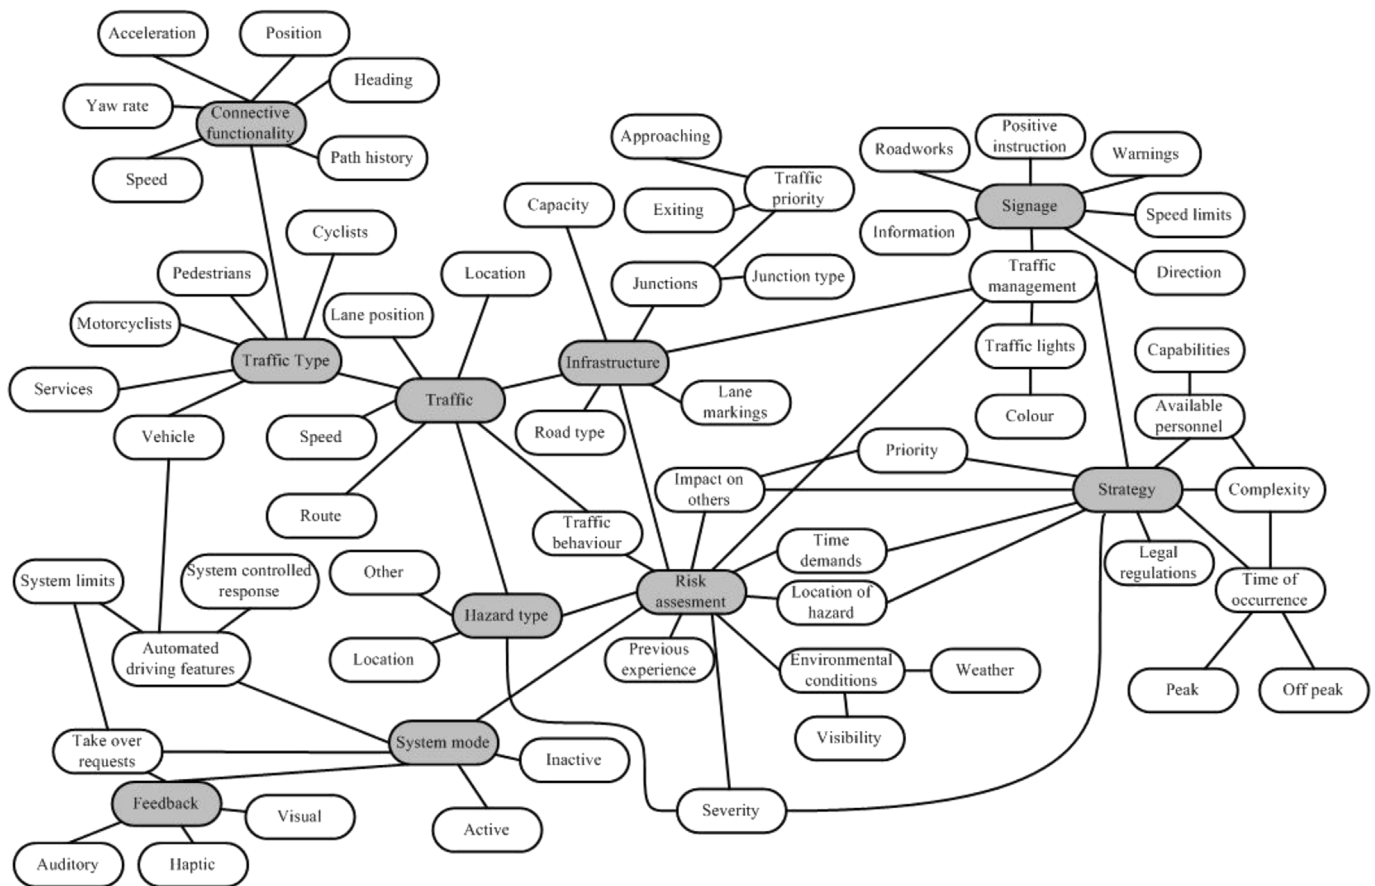 Acceleration
Position
Heading
Yaw rate
Connective
functionality
Path history
Speed
Approaching
Traffic
priority
Exiting
Capacity
Junctions
Junction type
Roadworks
Positive
instruction
Warnings
Signage
Speed limits
Information
Direction
Traffic
management
Traffic lights
Colour
Cyclists
Pedestrians
Location
Lane position
Motorcyclists
Traffic Type
Services
Traffic
Infrastructure
Lane
markings
Road type
Vehicle
Speed
Route
Capabilities
Available
personnel
Priority
Impact on
others
Strategy
Complexity
Traffic
behaviour
Time
demands
Legal
regulations
Time of
occurrence
Location of
hazard
Risk
assesment
Other
Hazard type
Location
System limits
System controlled
response
Automated
driving features
Previous
experience
Environmental
conditions
Weather
Visibility
Peak
Off peak
Take over
requests
System mode
Inactive
Active
Feedback
Visual
Auditory
Haptic
Severity